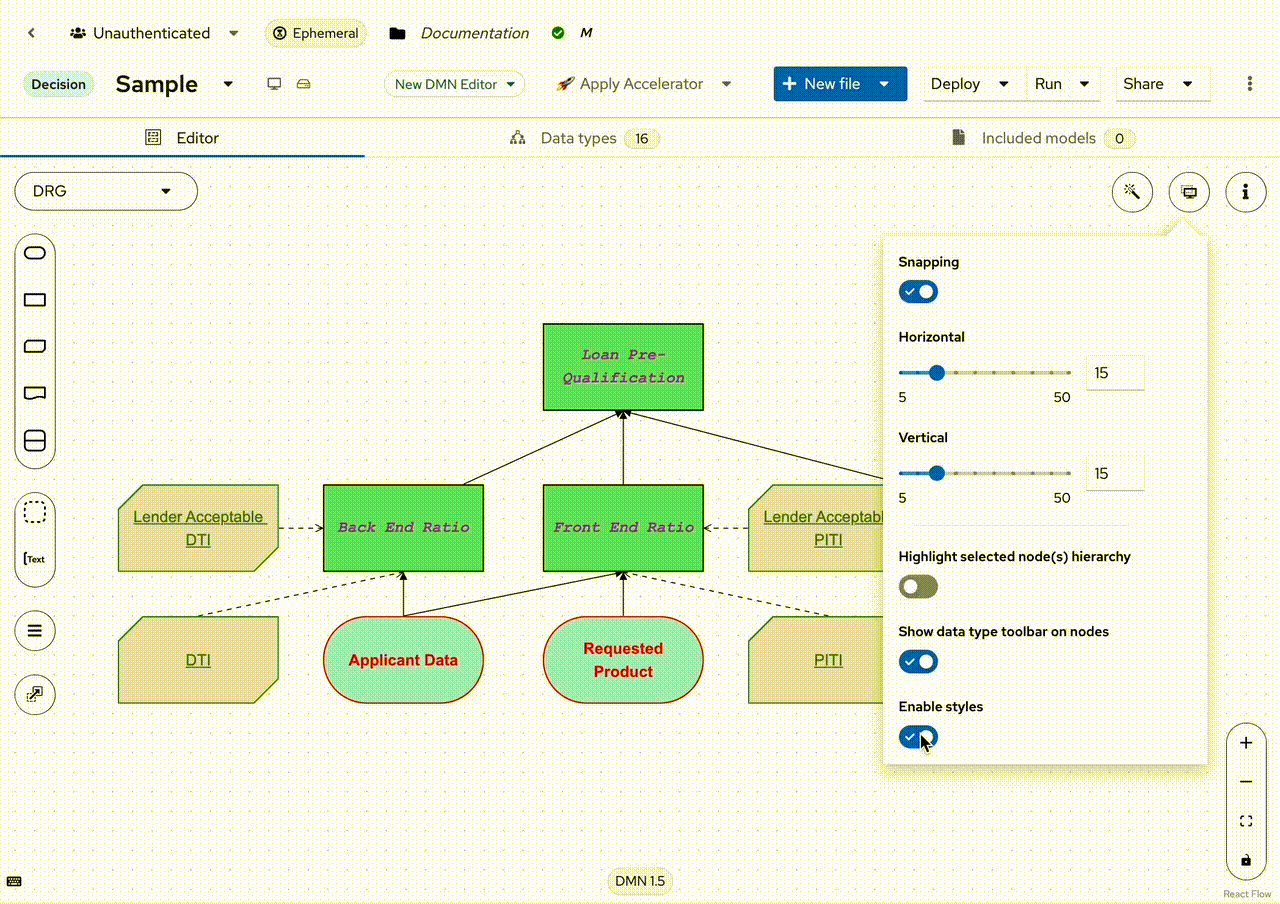 Unauthenticated
Ephemeral
Documentation
M
Decision
Sample
New DMN Editor
Apply Accelerator
New file
Deploy
Run
Share
Editor
Data types 16
Included models 0
DRG
Snapping
Horizontal
15
5 50
Vertical
15
5 50
Highlight selected node(s) hierarchy
Show data type toolbar on nodes
Enable styles
Loan Pre-
Qualification
Lender Acceptable
DTI
Back End Ratio
Front End Ratio
Lender Acceptabl
PITI
DTI
Applicant Data
Requested
Product
PITI
Text
DMN 1.5
React Flow